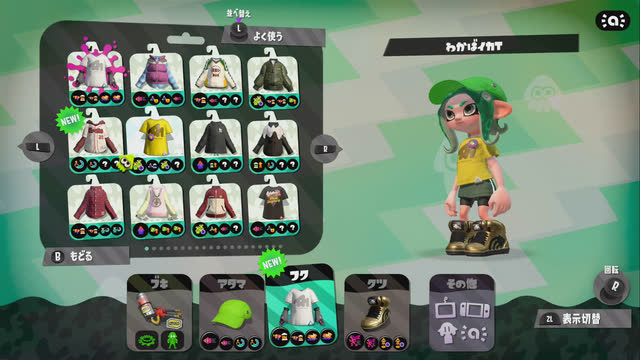 並べ替え
L
よく使う
わかばイカT
NEW!
L
R
B もどる
NEW!
ブキ
アタマ
フク
クツ
その他
回転
R
ZL 表示切替